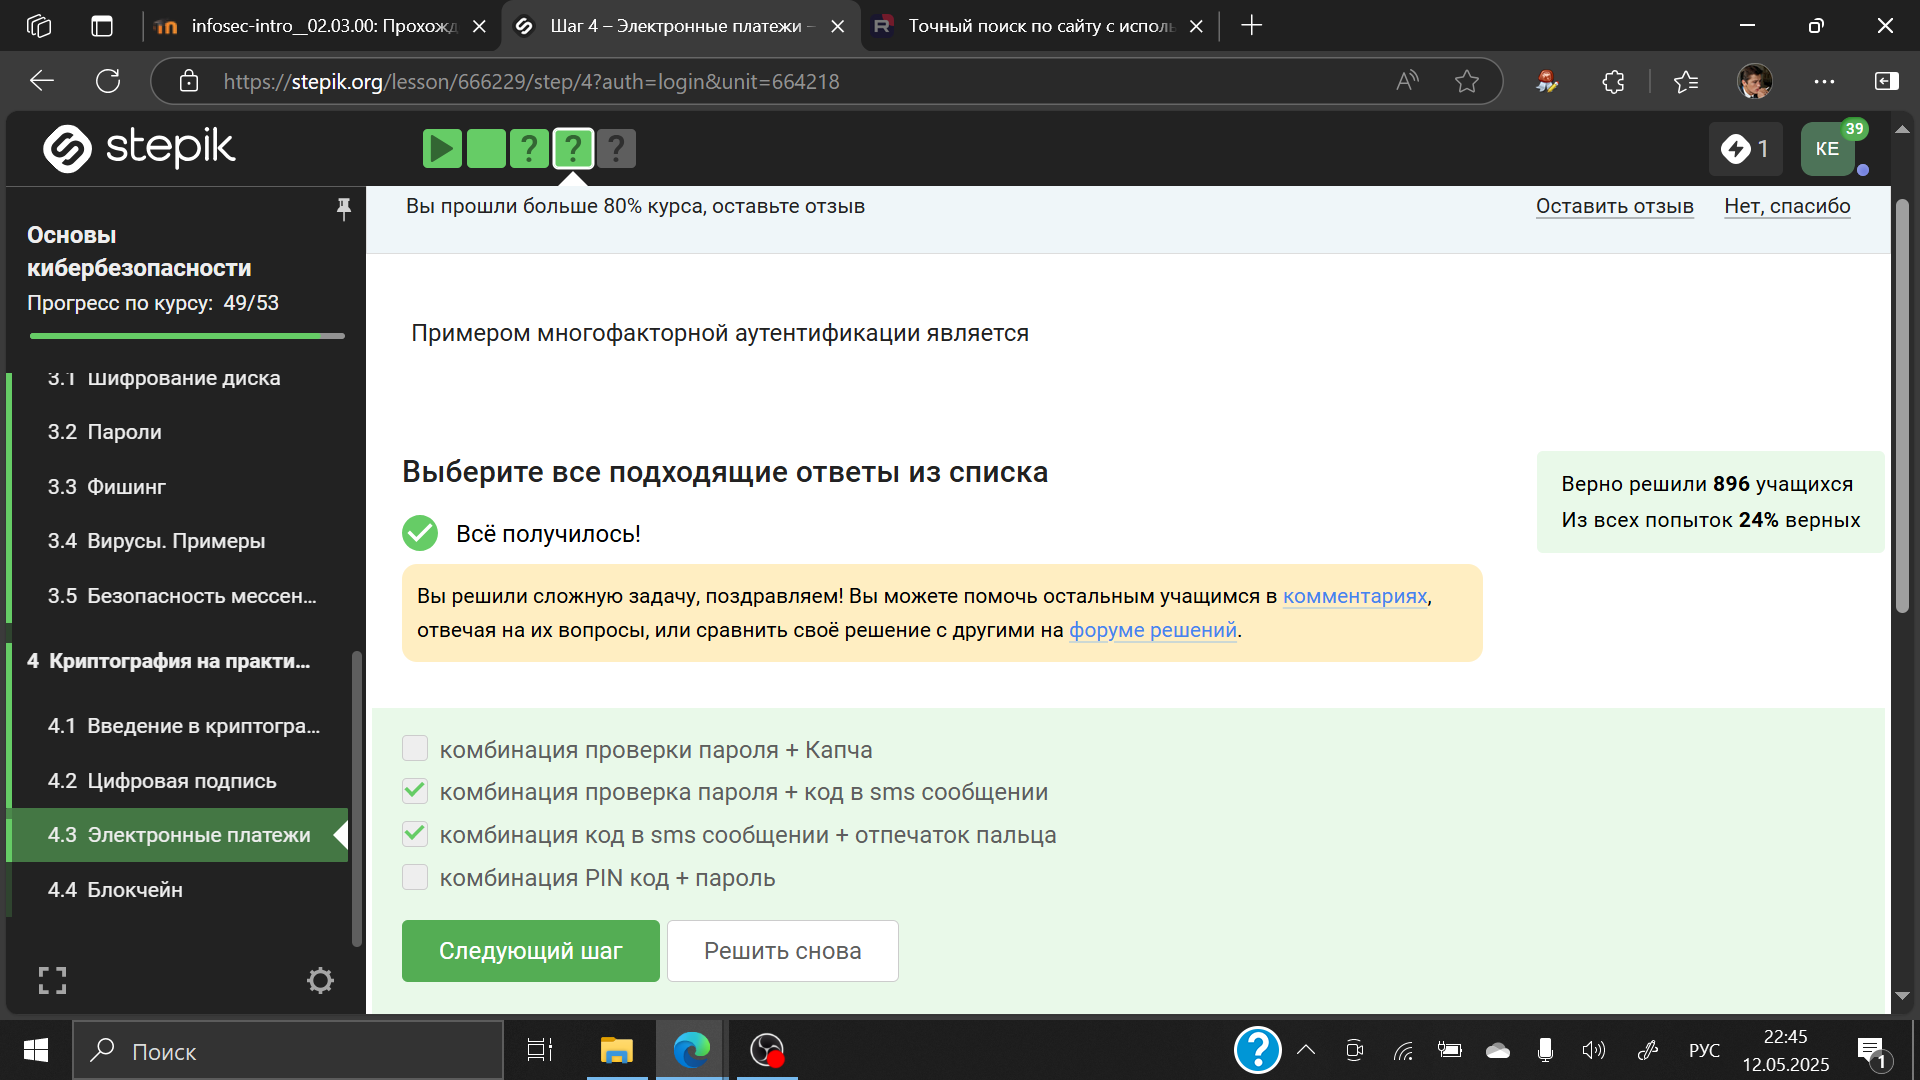 infosec-intro__02.03.00: Прохожд
Шаг 4 – Электронные платежи –
Точный поиск по сайту с исполь
https://stepik.org/lesson/666229/step/4?auth=login&unit=664218
stepik
? ? ?
1
KE
39
Основы
кибербезопасности
Прогресс по курсу: 49/53
3.1 Шифрование диска
3.2 Пароли
3.3 Фишинг
3.4 Вирусы. Примеры
3.5 Безопасность мессен...
4 Криптография на практи...
4.1 Введение в криптогра...
4.2 Цифровая подпись
4.3 Электронные платежи
4.4 Блокчейн
Вы прошли больше 80% курса, оставьте отзыв
Оставить отзыв
Нет, спасибо
Примером многофакторной аутентификации является
Выберите все подходящие ответы из списка
Всё получилось!
Вы решили сложную задачу, поздравляем! Вы можете помочь остальным учащимся в комментариях,
отвечая на их вопросы, или сравнить своё решение с другими на форуме решений.
Верно решили 896 учащихся
Из всех попыток 24% верных
комбинация проверки пароля + Капча
комбинация проверка пароля + код в sms сообщении
комбинация код в sms сообщении + отпечаток пальца
комбинация PIN код + пароль
Следующий шаг
Решить снова
Поиск
РУС
22:45
12.05.2025
1